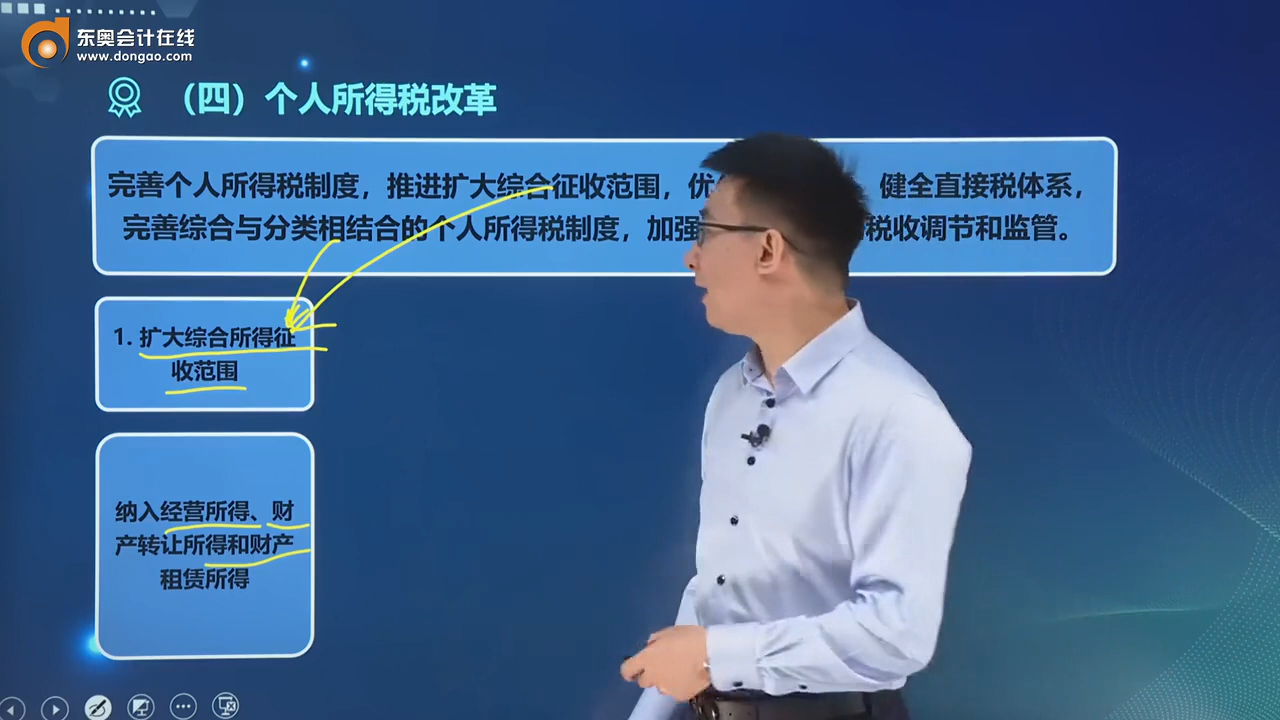 东奥会计在线
www.dongao.com
（四）个人所得税改革
完善个人所得税制度，推进扩大综合征收范围，优 健全直接税体系，
完善综合与分类相结合的个人所得税制度，加强 税收调节和监管。
1. 扩大综合所得征
收范围
纳入经营所得、财
产转让所得和财产
租赁所得